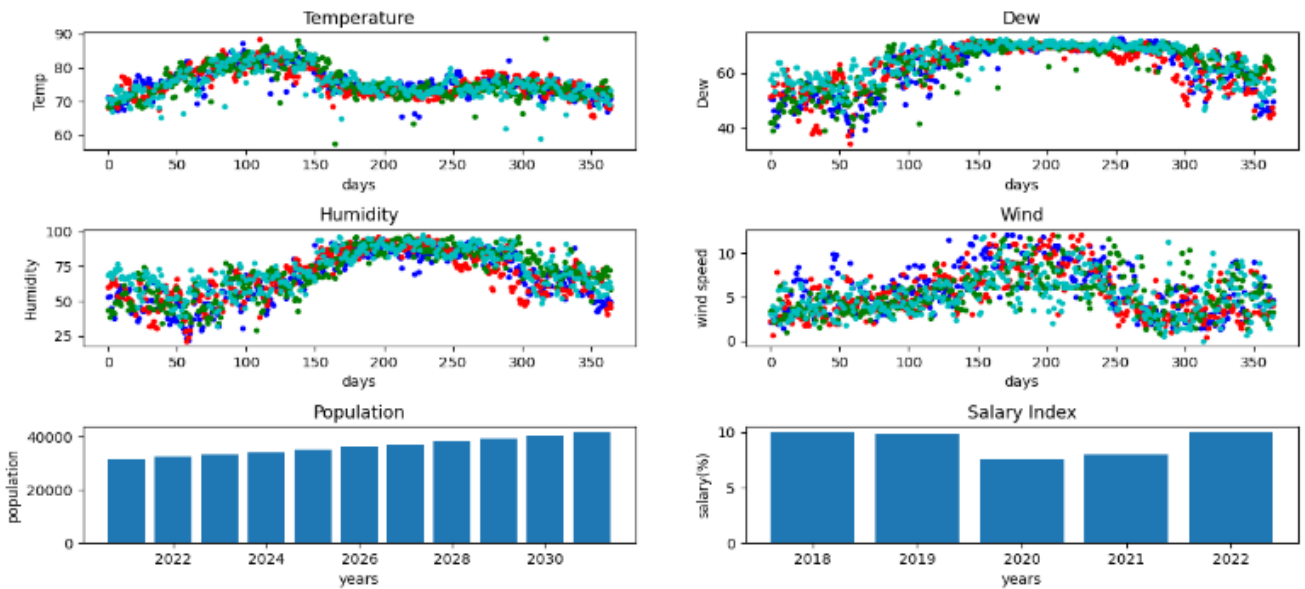 Temperature
Temp
90
80
70
60
0 50 100 150 200 250 300 350
days
Dew
Dew
60
40
0 50 100 150 200 250 300 350
days
Humidity
Humidity
100
75
50
25
0 50 100 150 200 250 300 350
days
Wind
wind speed
10
5
0
0 50 100 150 200 250 300 350
days
Population
population
40000
20000
0
2022 2024 2026 2028 2030
years
Salary Index
salary(%)
10
5
0
2018 2019 2020 2021 2022
years